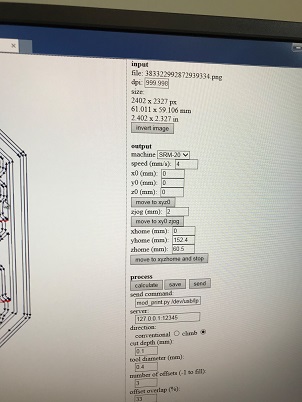 input
file: 383322992872939334.png
dpi: 999.998
size:
2402 x 2327 px
61.011 x 59.106 mm
2.402 x 2.327 in
invert image
output
machine SRM-20
speed (mm/s): 4
x0 (mm): 0
y0 (mm): 0
z0 (mm): 0
move to xyz0
zjog (mm): 2
move to xy0 zjog
xhome (mm): 0
yhome (mm): 152.4
zhome (mm): 60.5
move to xyzhome and stop
process
calculate save send
send command:
mod_print.py /dev/usb/lp
server:
127.0.0.1:12345
direction:
conventional climb
cut depth (mm)
0.1
tool diameter (mm):
0.4
number of offsets (-1 to fill):
3
offset overlap (%):